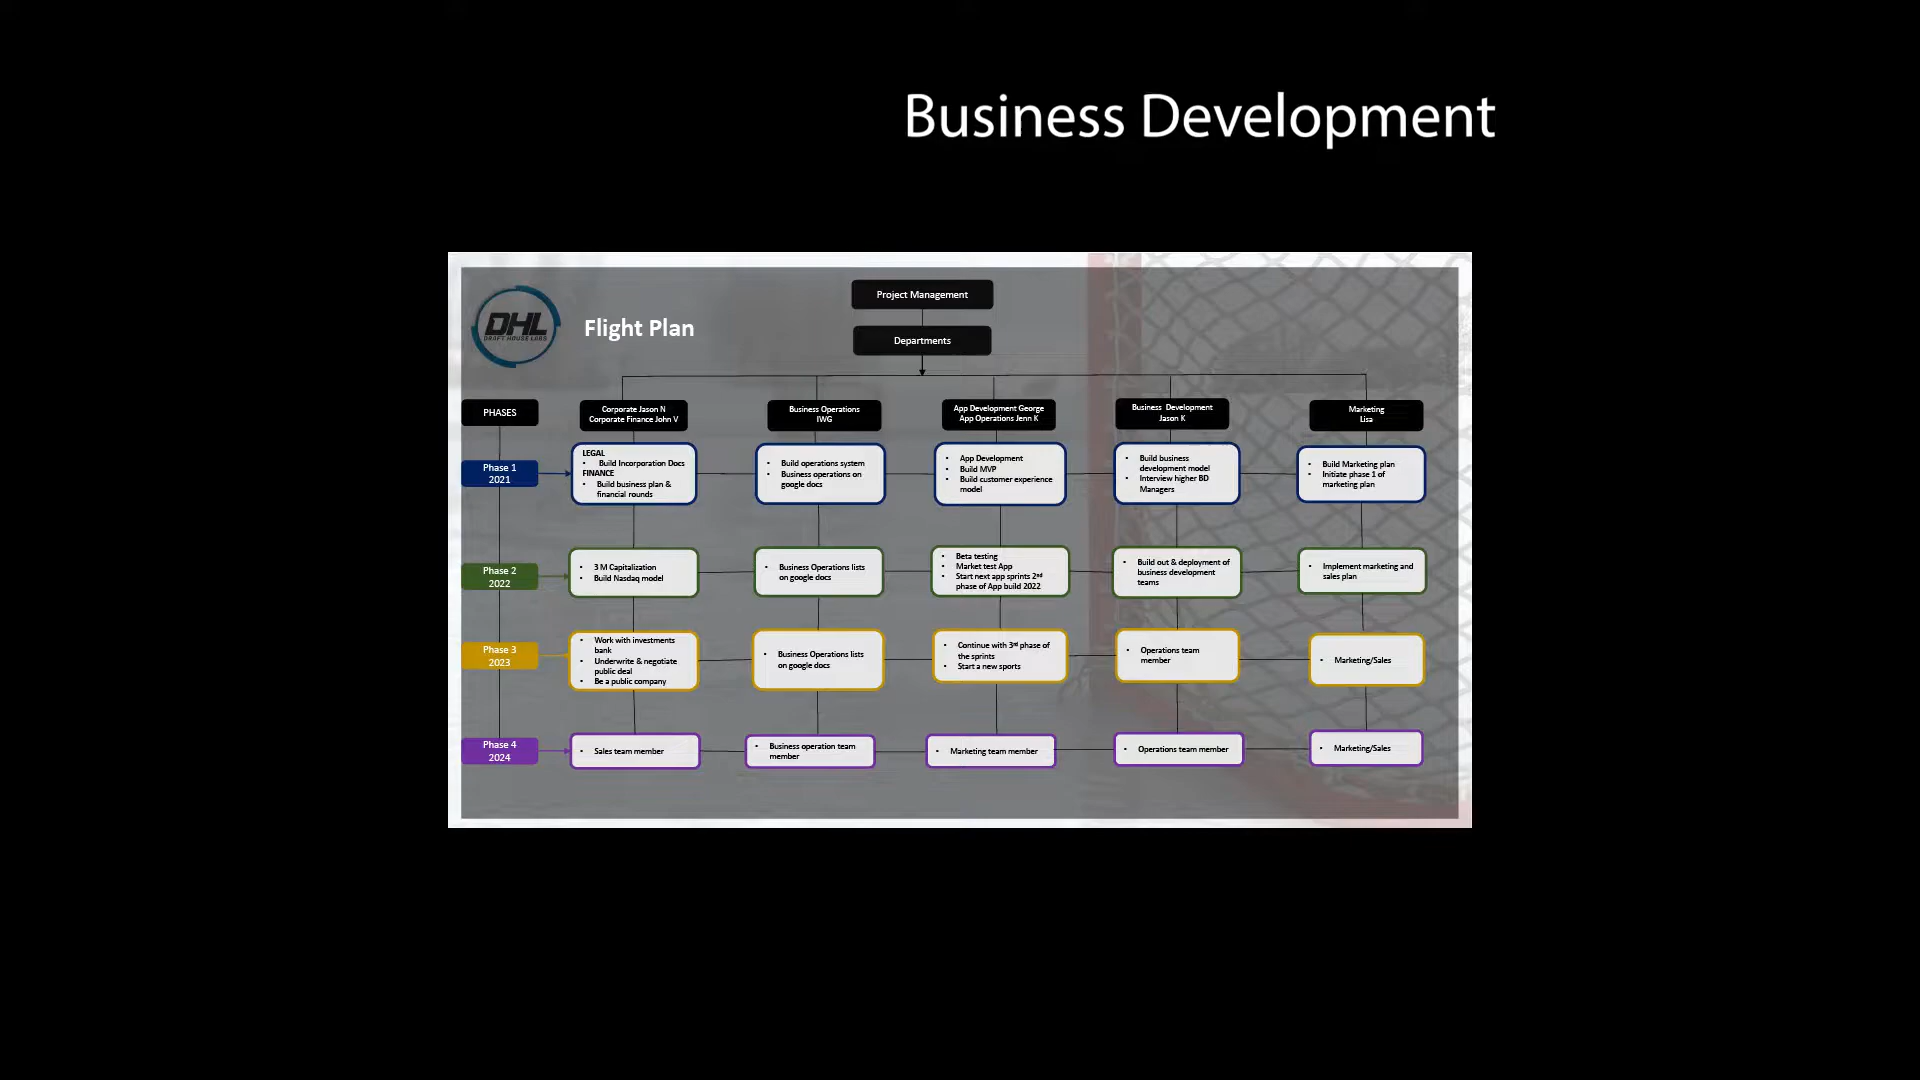 Business Development
Project Management
DHL
DRAFT HOUSE LABS
Flight Plan
Departments
PHASES
Corporate Jason N
Corporate Finance John V
Business Operations
IWG
App Development George
App Operations Jenn K
Business Development
Jason K
Marketing
Lisa
Phase 1
2021
LEGAL
• Build Incorporation Docs
FINANCE
• Build business plan &
financial rounds
• Build operations system
• Business operations on
google docs
• App Development
• Build MVP
• Build customer experience
model
• Build business
development model
• Interview higher BD
Managers
• Build Marketing plan
• Initiate phase 1 of
marketing plan
Phase 2
2022
• 3 M Capitalization
• Build Nasdaq model
• Business Operations lists
on google docs
• Beta testing
• Market test App
• Start next app sprints 2nd
phase of App build 2022
• Build out & deployment of
business development
teams
• Implement marketing and
sales plan
Phase 3
2023
• Work with investments
bank
• Underwrite & negotiate
public deal
• Be a public company
• Business Operations lists
on google docs
• Continue with 3rd phase of
the sprints
• Start a new sports
• Operations team
member
• Marketing/Sales
Phase 4
2024
• Sales team member
• Business operation team
member
• Marketing team member
• Operations team member
• Marketing/Sales